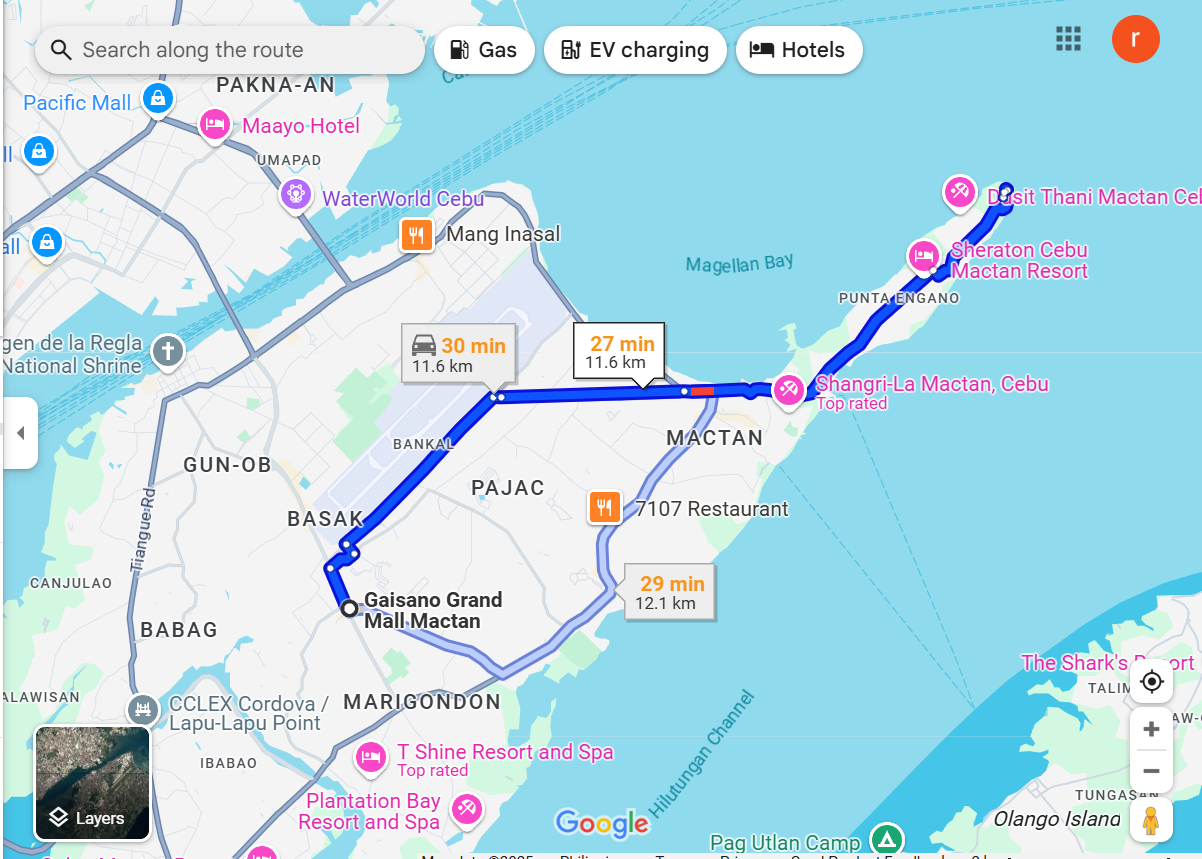 Search along the route
Gas
EV charging
Hotels
r
PAKNA-AN
Pacific Mall
Maayo Hotel
UMAPAD
WaterWorld Cebu
Mang Inasal
Magellan Bay
Dusit Thani Mactan Ce
Sheraton Cebu
Mactan Resort
PUNTA ENGANO
gen de la Regla
National Shrine
30 min
11.6 km
27 min
11.6 km
Shangri-La Mactan, Cebu
Top rated
BANKAL
MACTAN
GUN-OB
PAJAC
7107 Restaurant
BASAK
Tiangue Rd
CANJULAO
29 min
12.1 km
Gaisano Grand
Mall Mactan
BABAG
The Shark's Resort
TALIM
AW-C
ALAWISAN
CCLEX Cordova /
Lapu-Lapu Point
MARIGONDON
Hilutungan Channel
IBABAO
T Shine Resort and Spa
Top rated
Plantation Bay
Resort and Spa
TUNGASAN
Olango Island
Layers
Google
Pag Utlan Camp